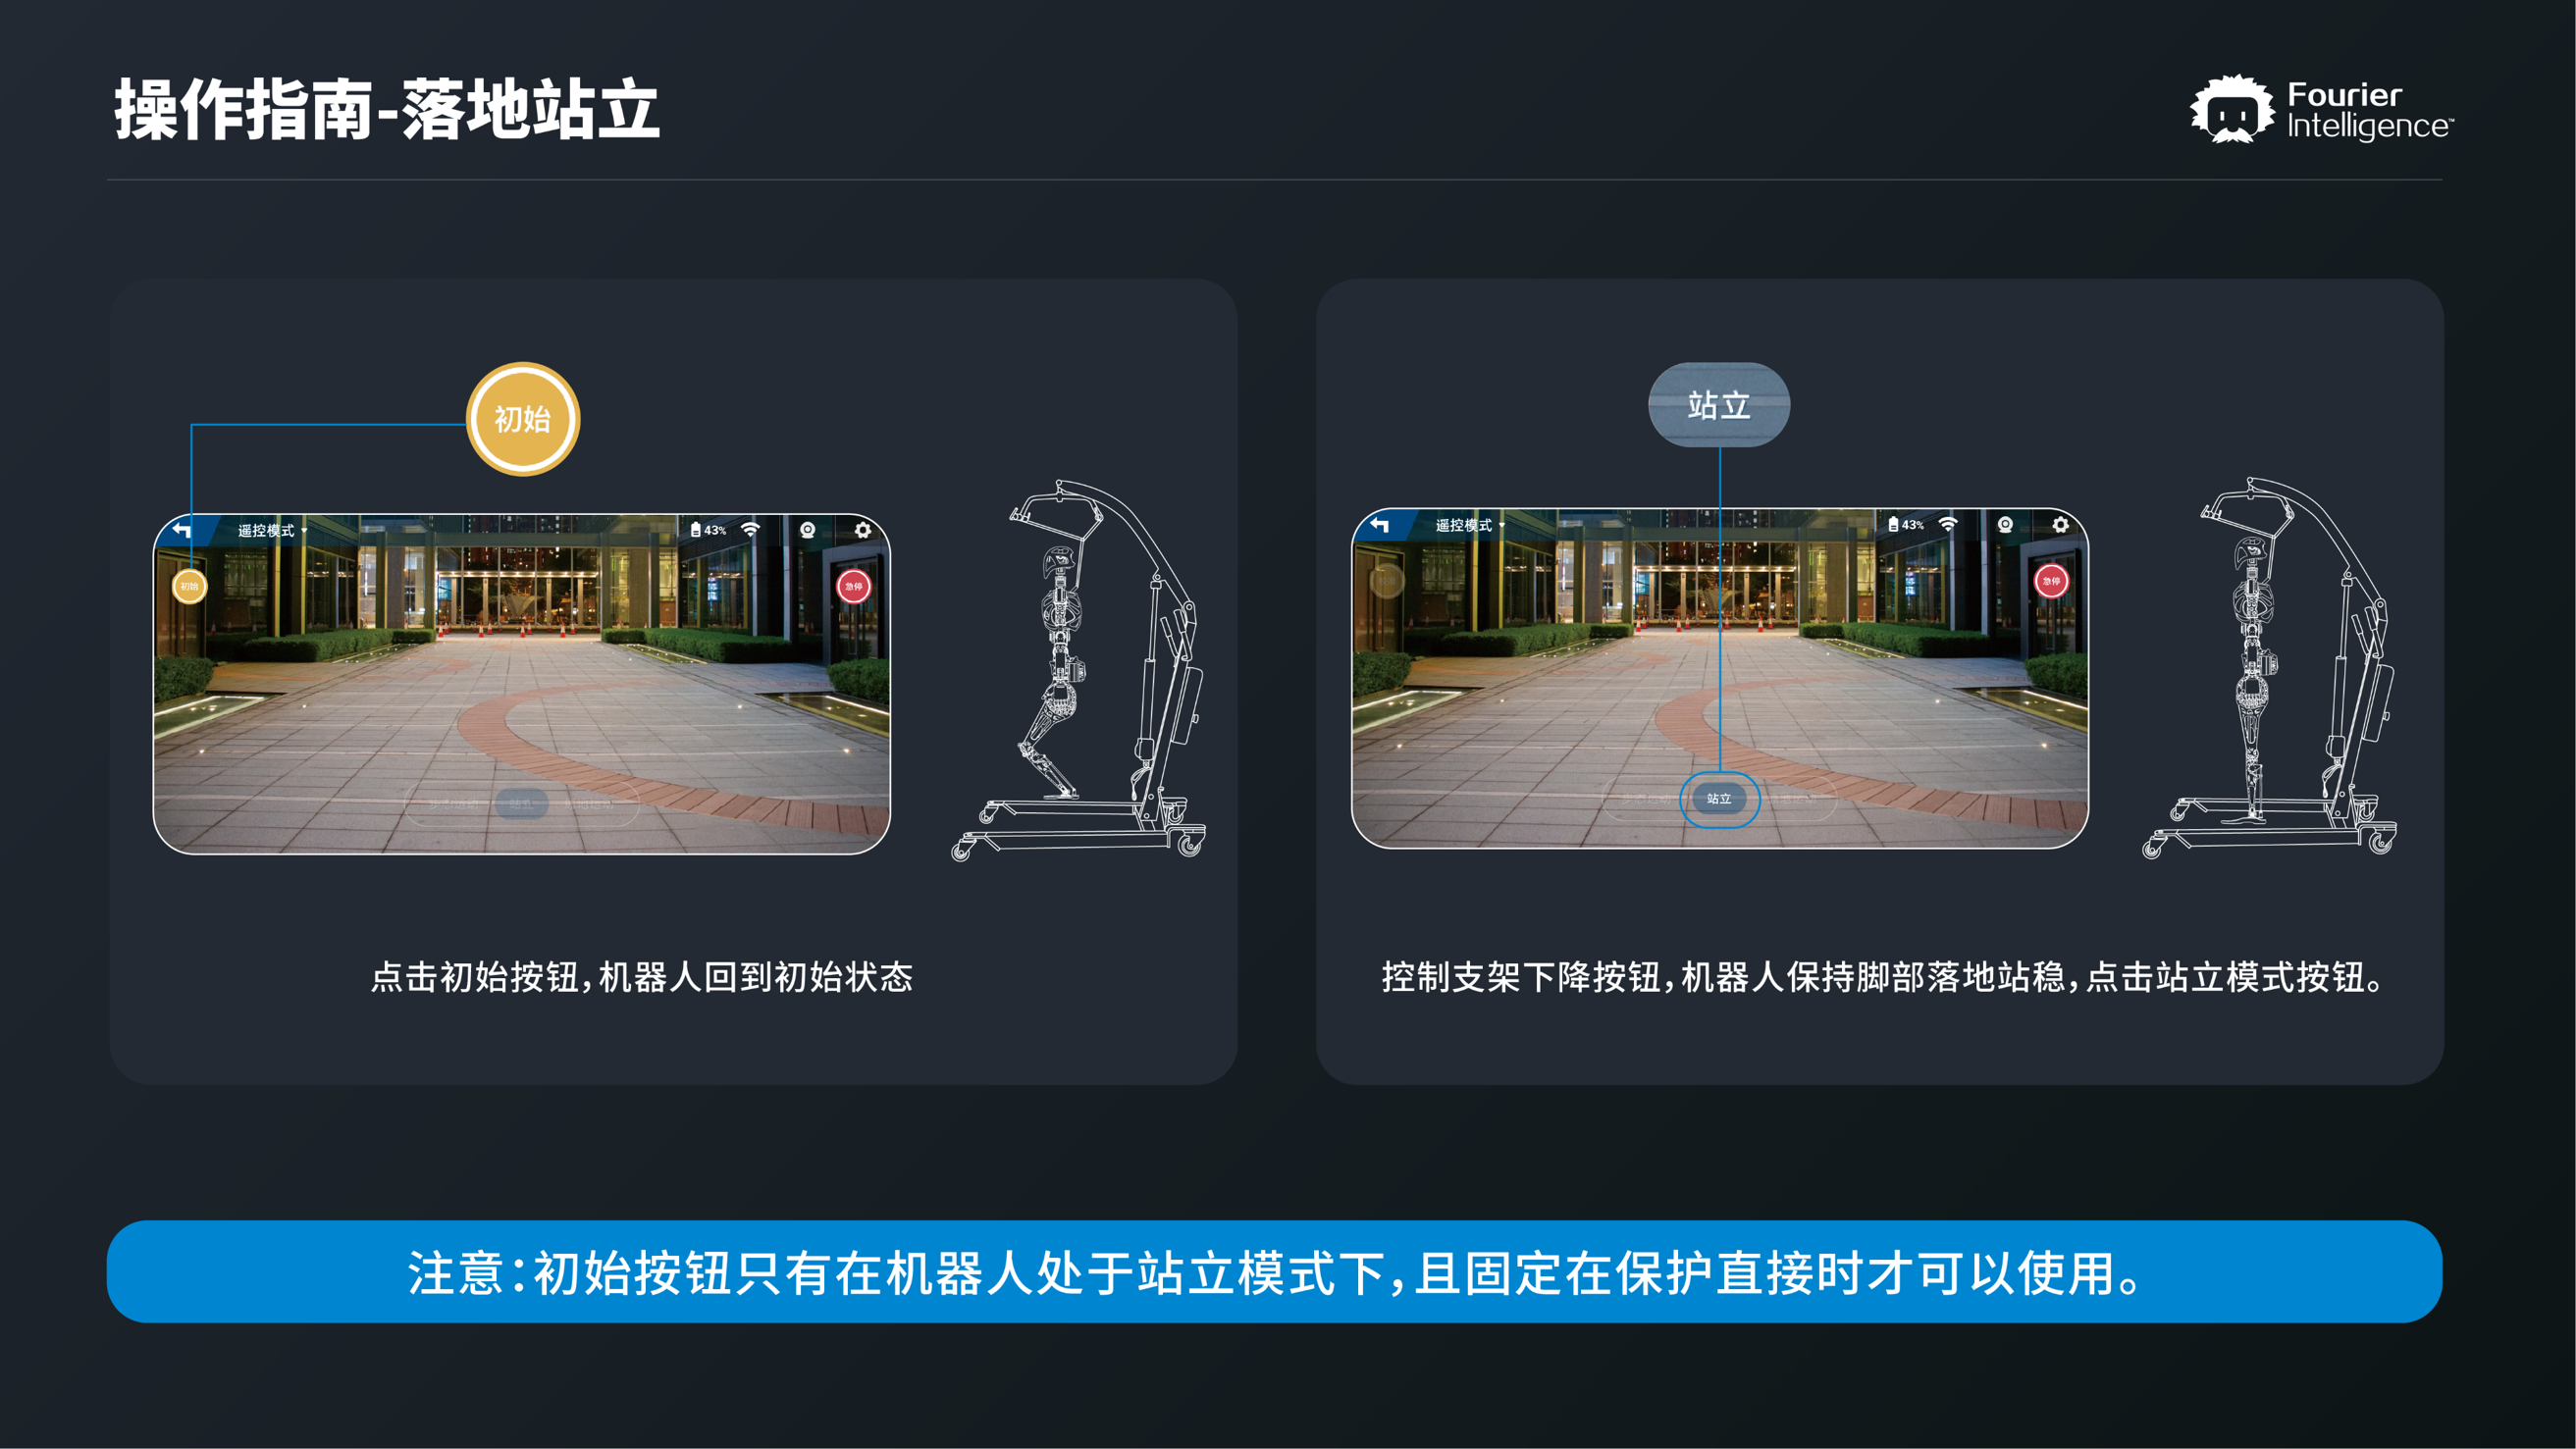 操作指南-落地站立
Fourier
Intelligence™
初始
遥控模式
43%
初始
急停
站立
点击初始按钮，机器人回到初始状态
站立
遥控模式
43%
急停
站立
控制支架下降按钮，机器人保持脚部落地站稳，点击站立模式按钮。
注意：初始按钮只有在机器人处于站立模式下，且固定在保护直接时才可以使用。